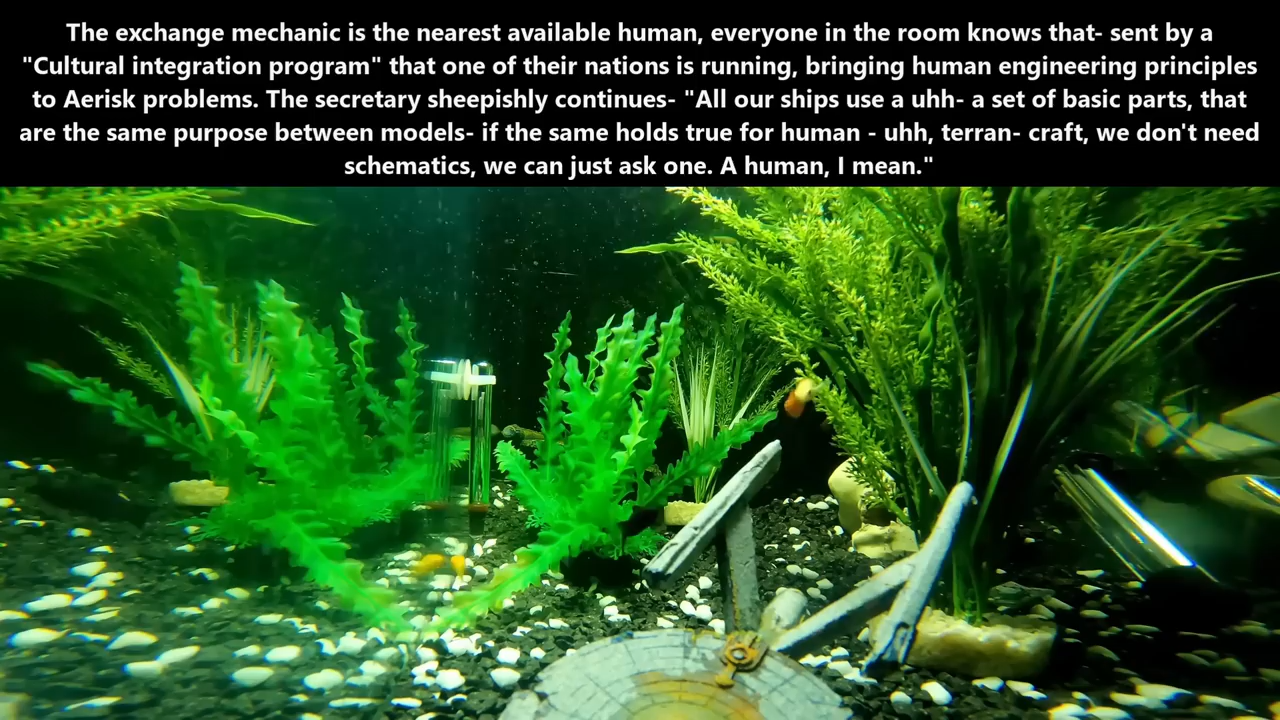 The exchange mechanic is the nearest available human, everyone in the room knows that- sent by a
"Cultural integration program" that one of their nations is running, bringing human engineering principles
to Aerisk problems. The secretary sheepishly continues- "All our ships use a uhh- a set of basic parts, that
are the same purpose between models- if the same holds true for human - uhh, terran- craft, we don't need
schematics, we can just ask one. A human, I mean."